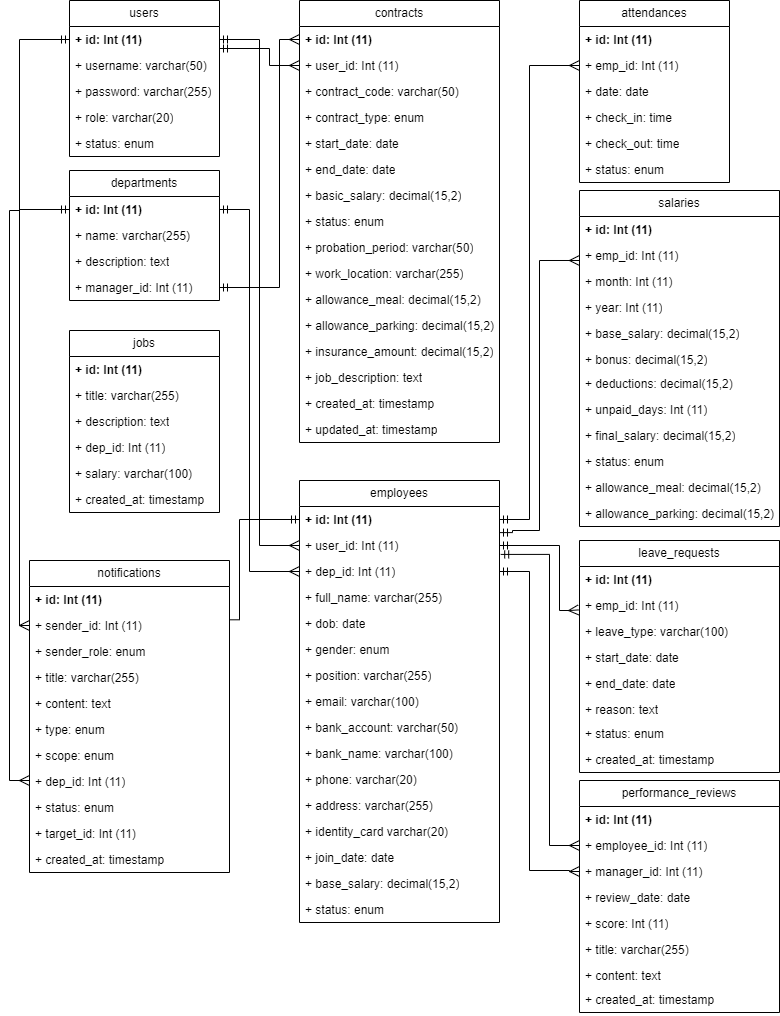 users
+ id: Int (11)
+ username: varchar(50)
+ password: varchar(255)
+ role: varchar(20)
+ status: enum
departments
+ id: Int (11)
+ name: varchar(255)
+ description: text
+ manager_id: Int (11)
jobs
+ id: Int (11)
+ title: varchar(255)
+ description: text
+ dep_id: Int (11)
+ salary: varchar(100)
+ created_at: timestamp
notifications
+ id: Int (11)
+ sender_id: Int (11)
+ sender_role: enum
+ title: varchar(255)
+ content: text
+ type: enum
+ scope: enum
+ dep_id: Int (11)
+ status: enum
+ target_id: Int (11)
+ created_at: timestamp
contracts
+ id: Int (11)
+ user_id: Int (11)
+ contract_code: varchar(50)
+ contract_type: enum
+ start_date: date
+ end_date: date
+ basic_salary: decimal(15,2)
+ status: enum
+ probation_period: varchar(50)
+ work_location: varchar(255)
+ allowance_meal: decimal(15,2)
+ allowance_parking: decimal(15,2)
+ insurance_amount: decimal(15,2)
+ job_description: text
+ created_at: timestamp
+ updated_at: timestamp
employees
+ id: Int (11)
+ user_id: Int (11)
+ dep_id: Int (11)
+ full_name: varchar(255)
+ dob: date
+ gender: enum
+ position: varchar(255)
+ email: varchar(100)
+ bank_account: varchar(50)
+ bank_name: varchar(100)
+ phone: varchar(20)
+ address: varchar(255)
+ identity_card varchar(20)
+ join_date: date
+ base_salary: decimal(15,2)
+ status: enum
attendances
+ id: Int (11)
+ emp_id: Int (11)
+ date: date
+ check_in: time
+ check_out: time
+ status: enum
salaries
+ id: Int (11)
+ emp_id: Int (11)
+ month: Int (11)
+ year: Int (11)
+ base_salary: decimal(15,2)
+ bonus: decimal(15,2)
+ deductions: decimal(15,2)
+ unpaid_days: Int (11)
+ final_salary: decimal(15,2)
+ status: enum
+ allowance_meal: decimal(15,2)
+ allowance_parking: decimal(15,2)
leave_requests
+ id: Int (11)
+ emp_id: Int (11)
+ leave_type: varchar(100)
+ start_date: date
+ end_date: date
+ reason: text
+ status: enum
+ created_at: timestamp
performance_reviews
+ id: Int (11)
+ employee_id: Int (11)
+ manager_id: Int (11)
+ review_date: date
+ score: Int (11)
+ title: varchar(255)
+ content: text
+ created_at: timestamp